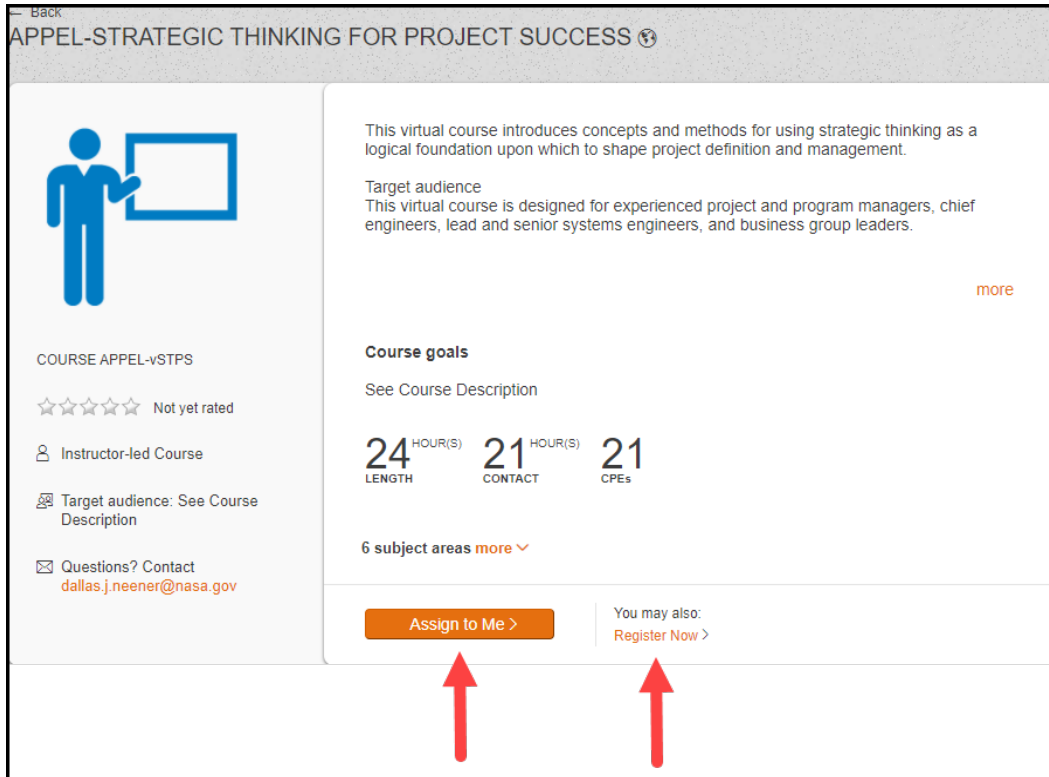 ← Back
APPEL-STRATEGIC THINKING FOR PROJECT SUCCESS
This virtual course introduces concepts and methods for using strategic thinking as a
logical foundation upon which to shape project definition and management.
Target audience
This virtual course is designed for experienced project and program managers, chief
engineers, lead and senior systems engineers, and business group leaders.
more
COURSE APPEL-vSTPS
Not yet rated
Instructor-led Course
Target audience: See Course
Description
Questions? Contact
dallas.j.neener@nasa.gov
Course goals
See Course Description
24 HOUR(S) 21 HOUR(S) 21
LENGTH CONTACT CPEs
6 subject areas more
Assign to Me >
You may also:
Register Now >